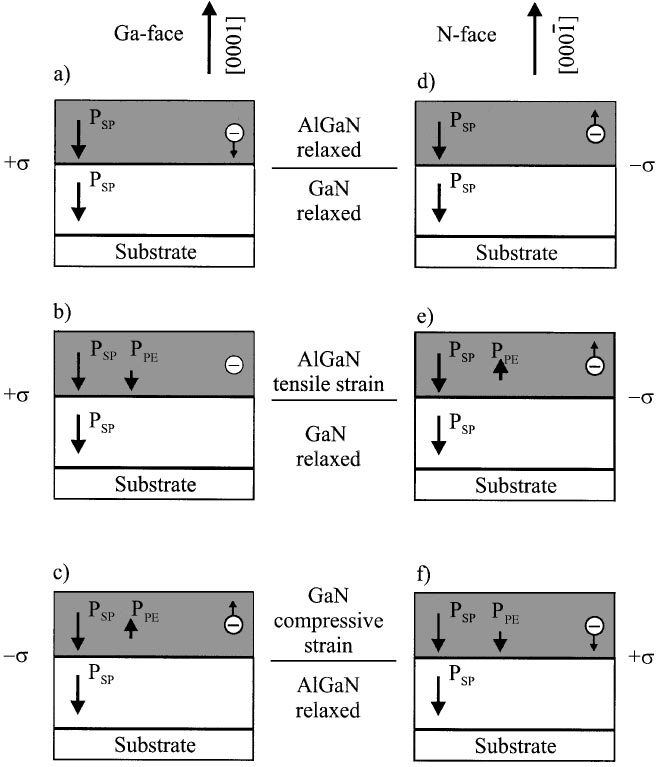 Ga-face
[0001]
N-face
[0001̄]
a)
P_SP
−
+σ
P_SP
Substrate
AlGaN
relaxed
GaN
relaxed
d)
P_SP
−
−σ
P_SP
Substrate
b)
P_SP P_PE
−
+σ
P_SP
Substrate
AlGaN
tensile strain
GaN
relaxed
e)
P_SP P_PE
−
−σ
P_SP
Substrate
c)
P_SP P_PE
−
−σ
P_SP
Substrate
GaN
compressive
strain
AlGaN
relaxed
f)
P_SP P_PE
−
+σ
P_SP
Substrate